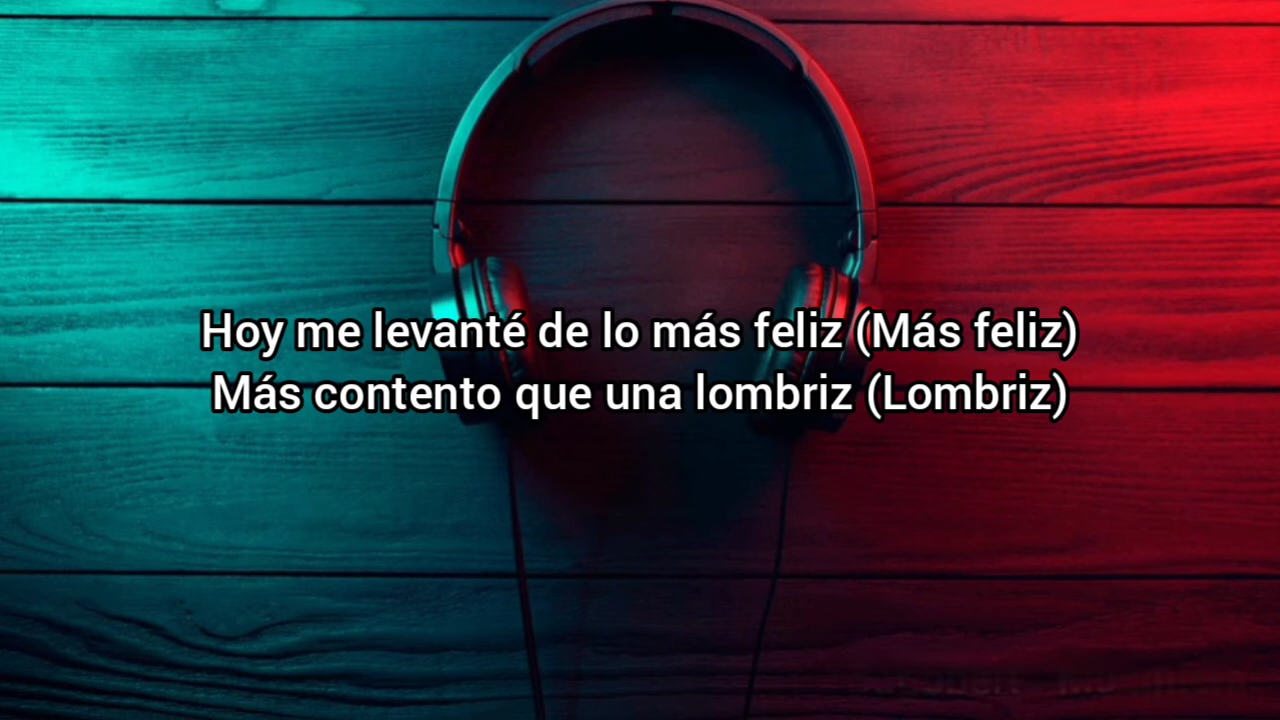 Hoy me levanté de lo más feliz (Más feliz)
Más contento que una lombriz (Lombriz)